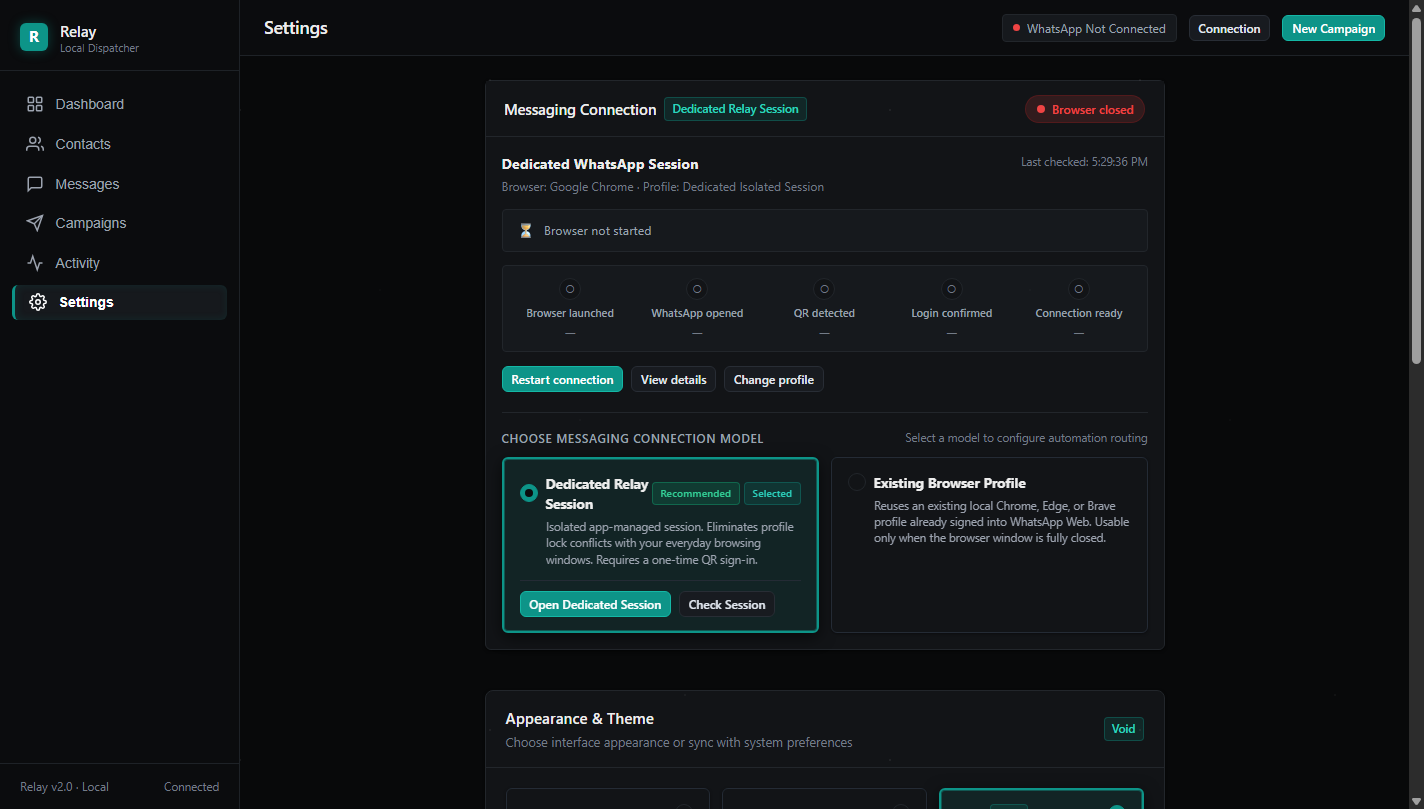 R
Relay
Local Dispatcher
Dashboard
Contacts
Messages
Campaigns
Activity
Settings
Relay v2.0 · Local
Connected
Settings
WhatsApp Not Connected
Connection
New Campaign
Messaging Connection
Dedicated Relay Session
Browser closed
Dedicated WhatsApp Session
Last checked: 5:29:36 PM
Browser: Google Chrome · Profile: Dedicated Isolated Session
⏳ Browser not started
Browser launched
—
WhatsApp opened
—
QR detected
—
Login confirmed
—
Connection ready
—
Restart connection
View details
Change profile
CHOOSE MESSAGING CONNECTION MODEL
Select a model to configure automation routing
Dedicated Relay
Session
Recommended
Selected
Isolated app-managed session. Eliminates profile
lock conflicts with your everyday browsing
windows. Requires a one-time QR sign-in.
Open Dedicated Session
Check Session
Existing Browser Profile
Reuses an existing local Chrome, Edge, or Brave
profile already signed into WhatsApp Web. Usable
only when the browser window is fully closed.
Appearance & Theme
Choose interface appearance or sync with system preferences
Void